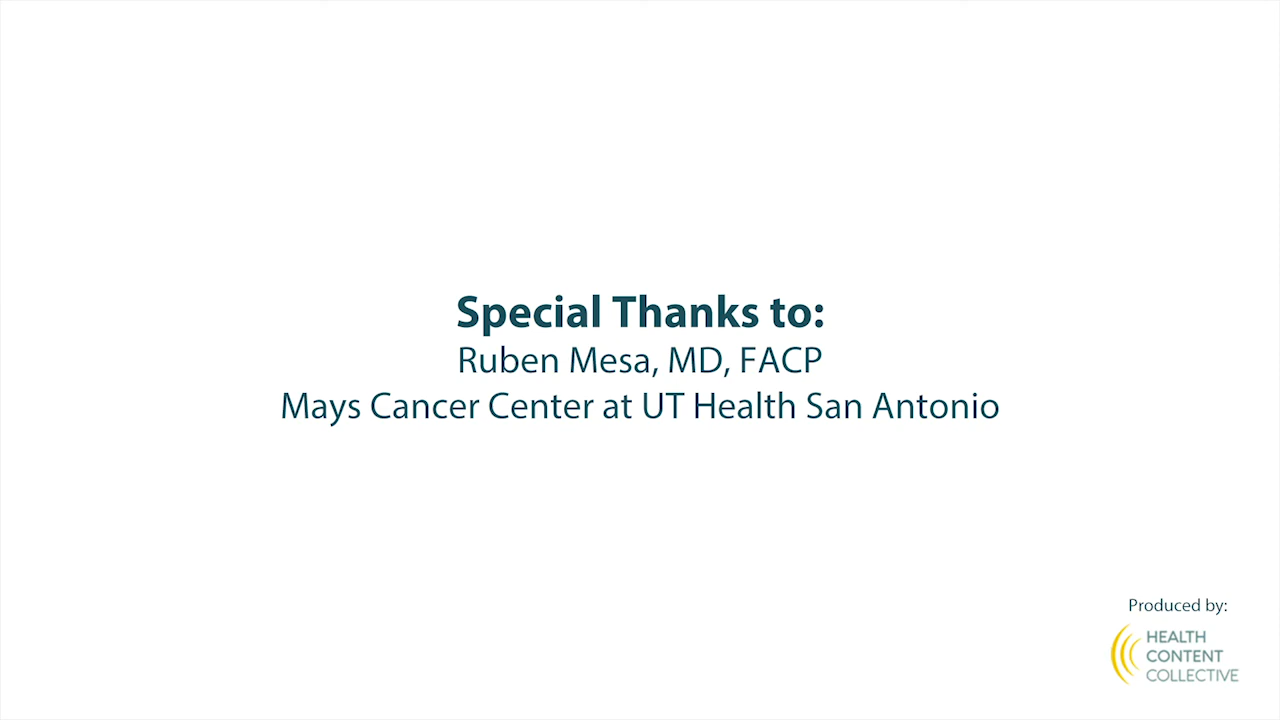 Special Thanks to:
Ruben Mesa, MD, FACP
Mays Cancer Center at UT Health San Antonio
Produced by:
HEALTH
CONTENT
COLLECTIVE